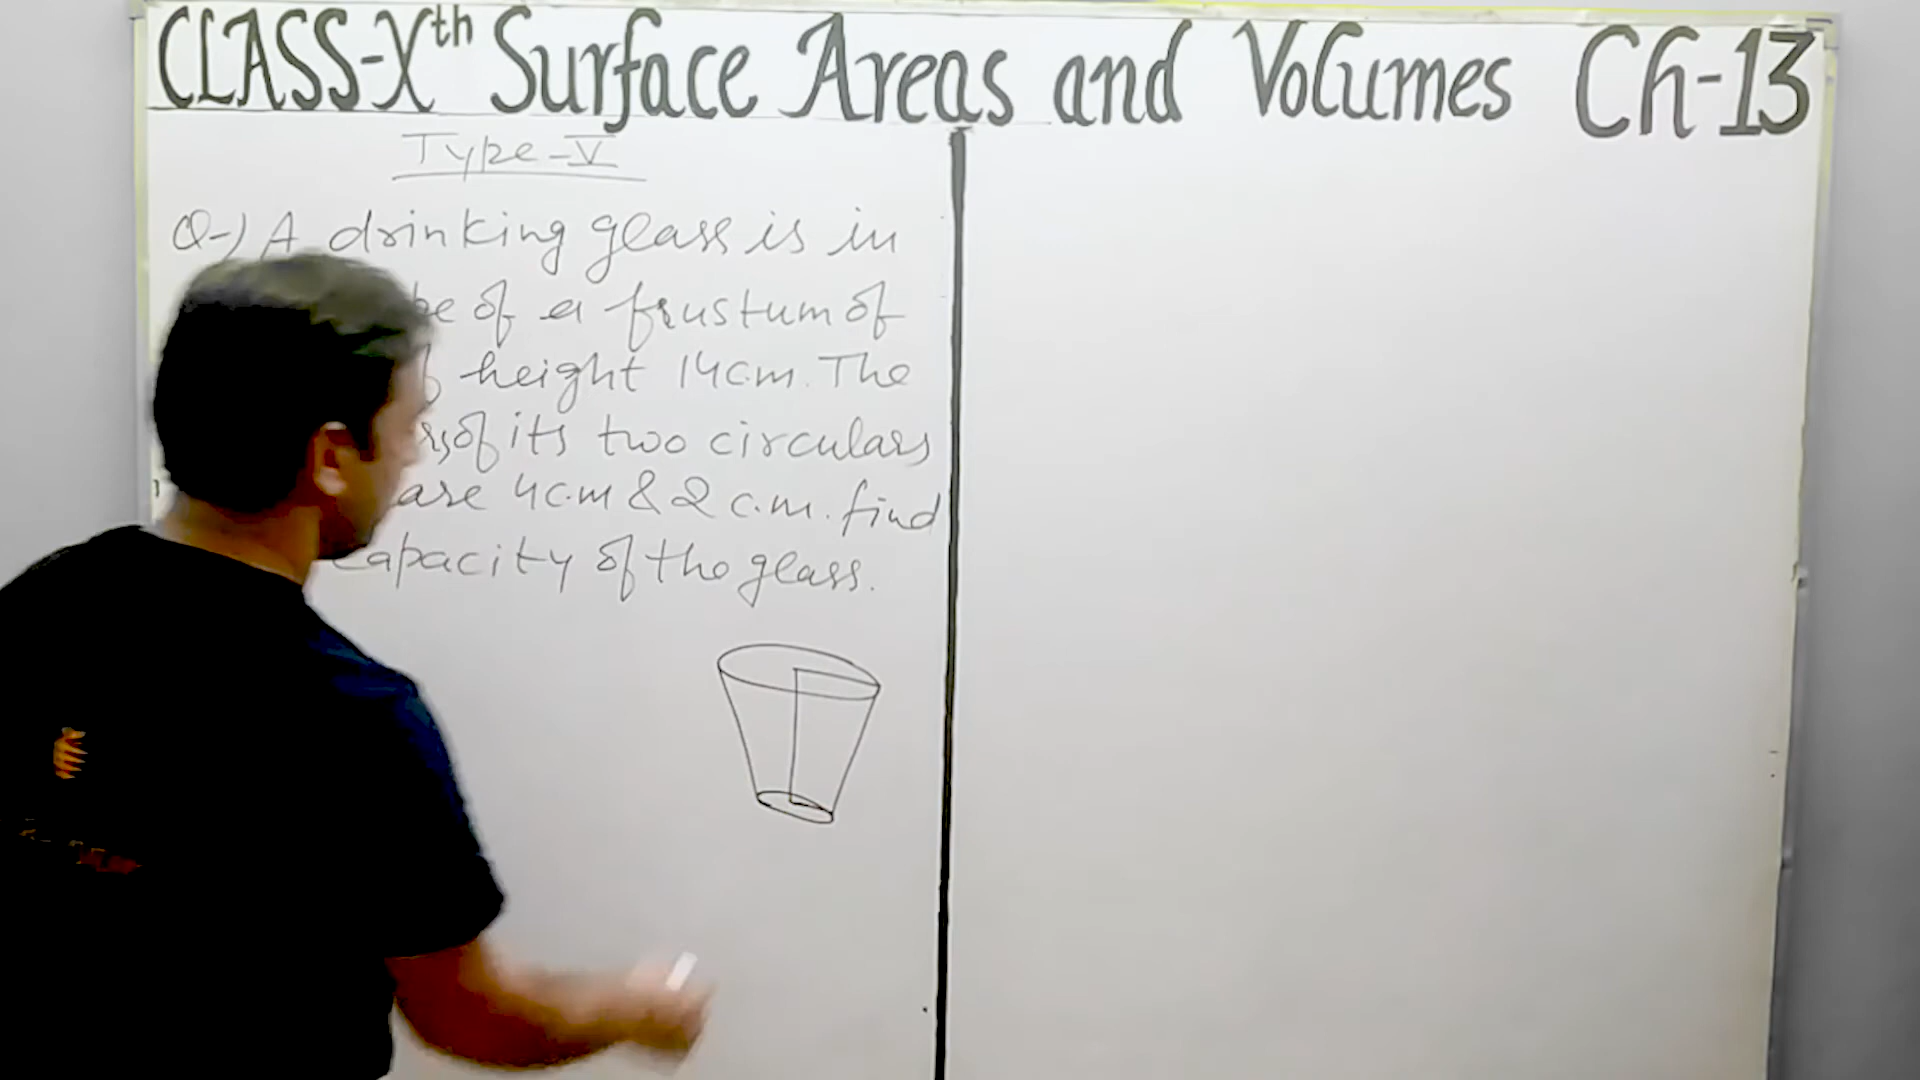 CLASS-Xth Surface Areas and Volumes Ch-13
Type-V
Q-) A drinking glass is in
of a frustum of
height 14cm. The
of its two circulars
are 4cm & 2 c.m. find
capacity of the glass.